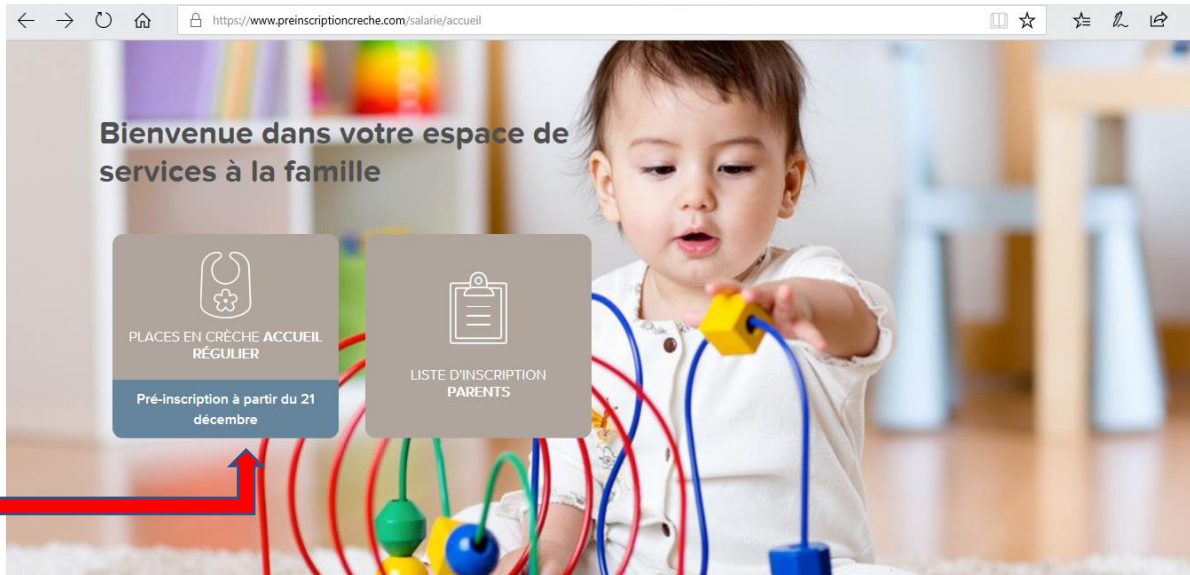 https://www.preinscriptioncreche.com/salarie/accueil
Bienvenue dans votre espace de
services à la famille
PLACES EN CRÈCHE ACCUEIL
RÉGULIER
Pré-inscription à partir du 21
décembre
LISTE D'INSCRIPTION
PARENTS